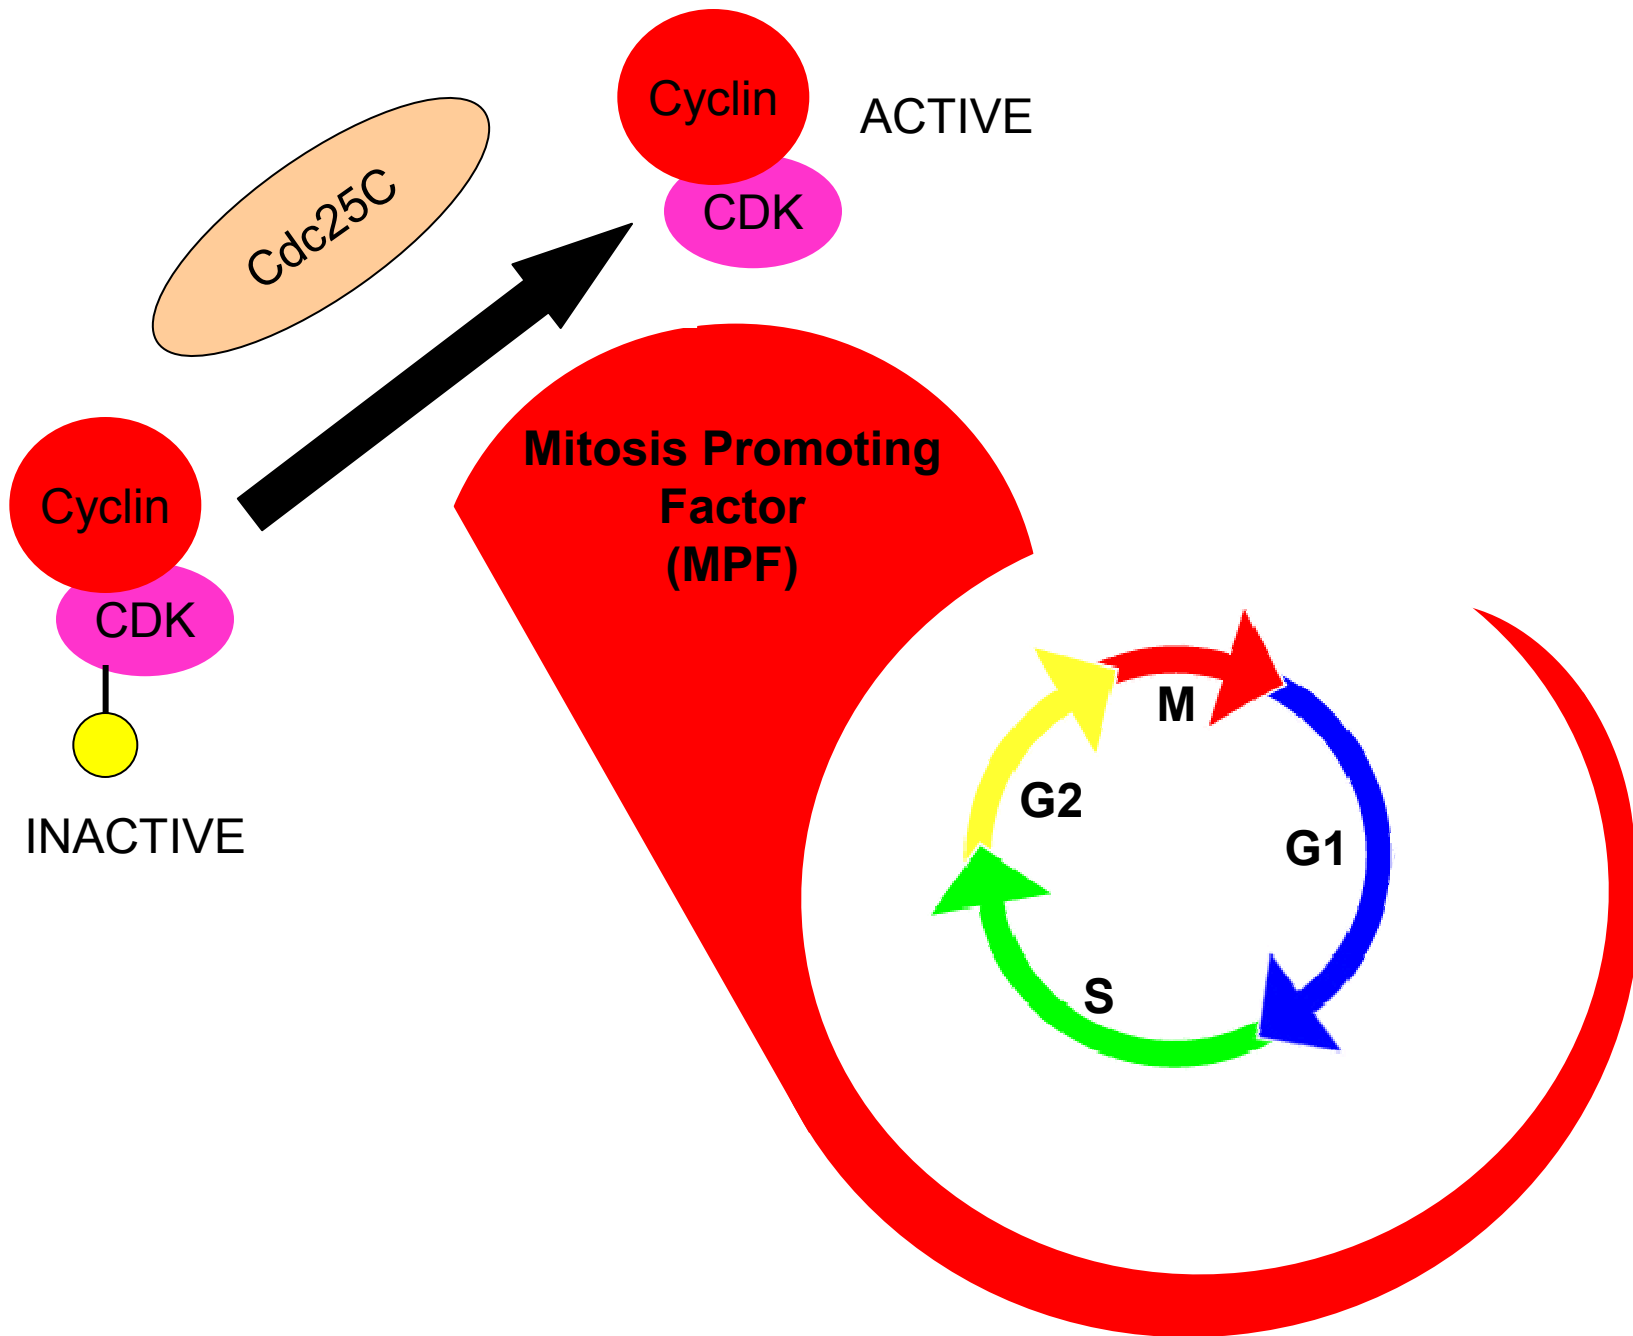 Cyclin
ACTIVE
CDK
Cdc25C
Cyclin
CDK
INACTIVE
Mitosis Promoting
Factor
(MPF)
M
G2
G1
S